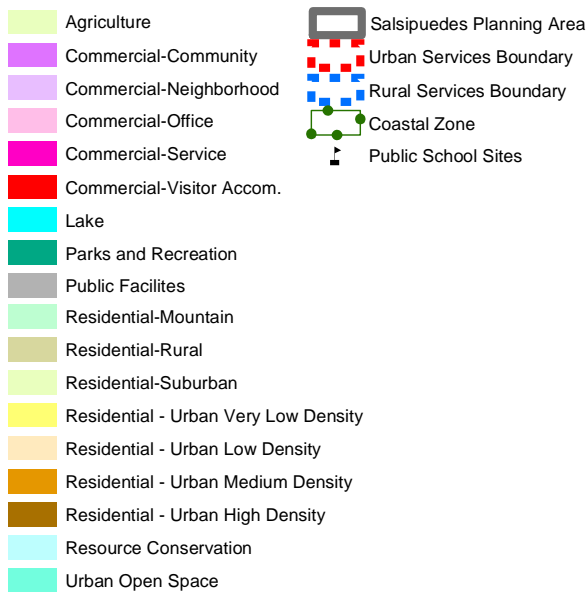 Agriculture
Commercial-Community
Commercial-Neighborhood
Commercial-Office
Commercial-Service
Commercial-Visitor Accom.
Lake
Parks and Recreation
Public Facilites
Residential-Mountain
Residential-Rural
Residential-Suburban
Residential - Urban Very Low Density
Residential - Urban Low Density
Residential - Urban Medium Density
Residential - Urban High Density
Resource Conservation
Urban Open Space
Salsipuedes Planning Area
Urban Services Boundary
Rural Services Boundary
Coastal Zone
Public School Sites